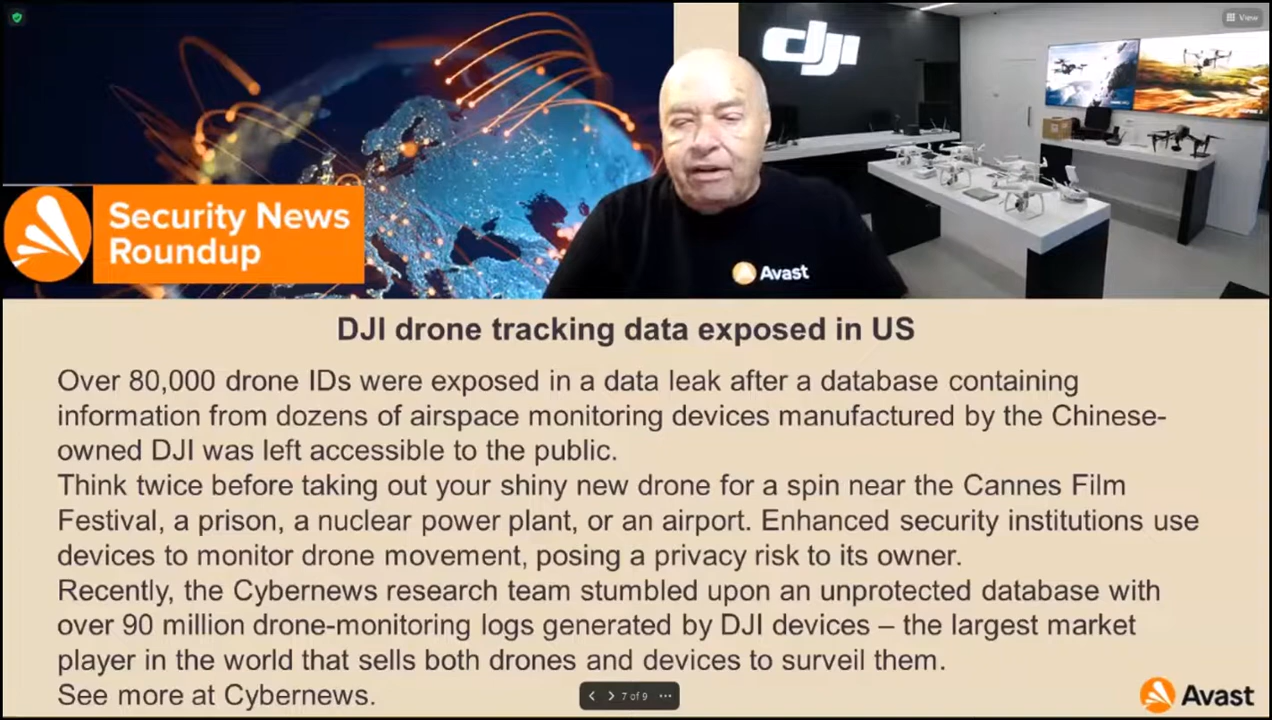 View
dji
Security News
Roundup
Avast
DJI drone tracking data exposed in US
Over 80,000 drone IDs were exposed in a data leak after a database containing
information from dozens of airspace monitoring devices manufactured by the Chinese-
owned DJI was left accessible to the public.
Think twice before taking out your shiny new drone for a spin near the Cannes Film
Festival, a prison, a nuclear power plant, or an airport. Enhanced security institutions use
devices to monitor drone movement, posing a privacy risk to its owner.
Recently, the Cybernews research team stumbled upon an unprotected database with
over 90 million drone-monitoring logs generated by DJI devices – the largest market
player in the world that sells both drones and devices to surveil them.
See more at Cybernews.
7 of 9
Avast